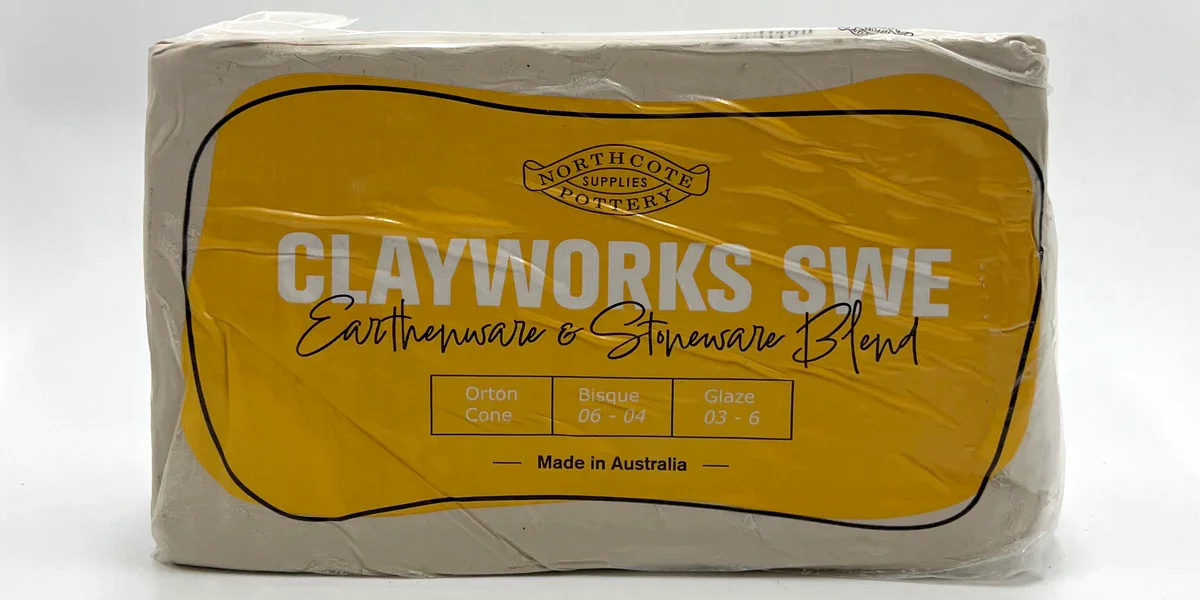 NORTHCOTE
SUPPLIES
POTTERY
CLAYWORKS SWE
Earthenware & Stoneware Blend
Orton Cone
Bisque 06 - 04
Glaze 03 - 6
Made in Australia